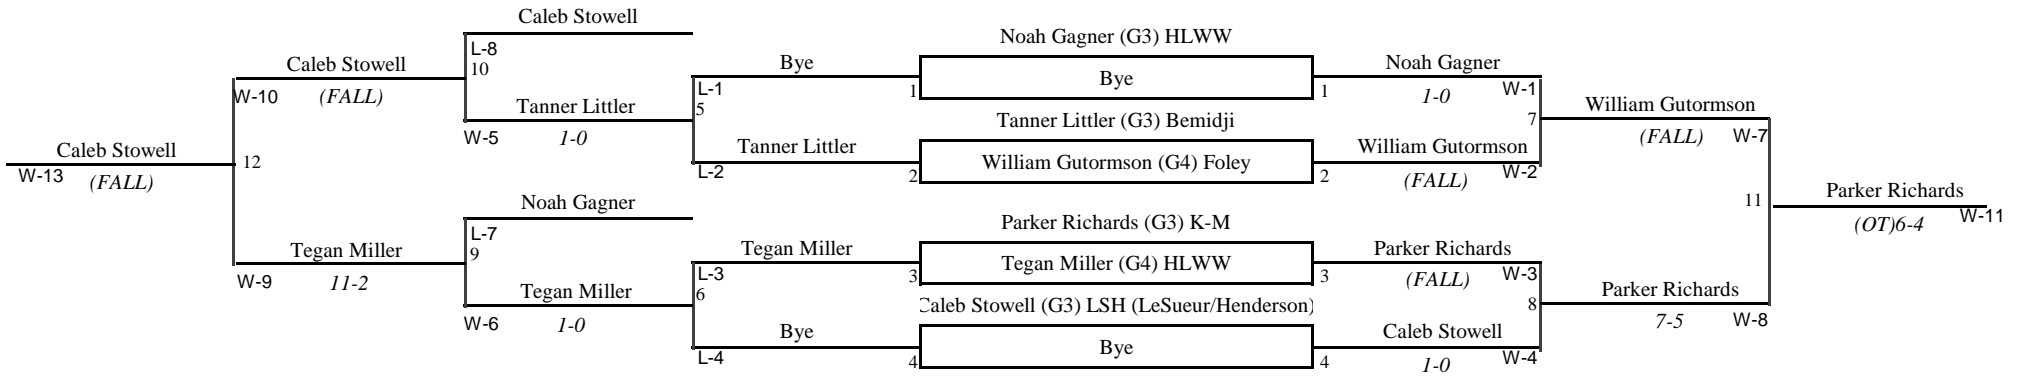 Caleb Stowell
L-8
10
Caleb Stowell
W-10
(FALL)
Tanner Littler
W-5
1-0
Caleb Stowell
W-13
(FALL)
12
Noah Gagner
L-7
9
Tegan Miller
W-9
11-2
Tegan Miller
W-6
1-0
Bye
L-1
1
5
Tanner Littler
L-2
2
Tegan Miller
L-3
3
6
Bye
L-4
4
Noah Gagner (G3) HLWW
Bye
Tanner Littler (G3) Bemidji
William Gutormson (G4) Foley
Parker Richards (G3) K-M
Tegan Miller (G4) HLWW
Caleb Stowell (G3) LSH (LeSueur/Henderson)
Bye
Noah Gagner
1
1-0
W-1
7
William Gutormson
2
(FALL)
W-2
Parker Richards
3
(FALL)
W-3
8
Caleb Stowell
4
1-0
W-4
William Gutormson
(FALL)
W-7
11
Parker Richards
7-5
W-8
Parker Richards
(OT)6-4
W-11